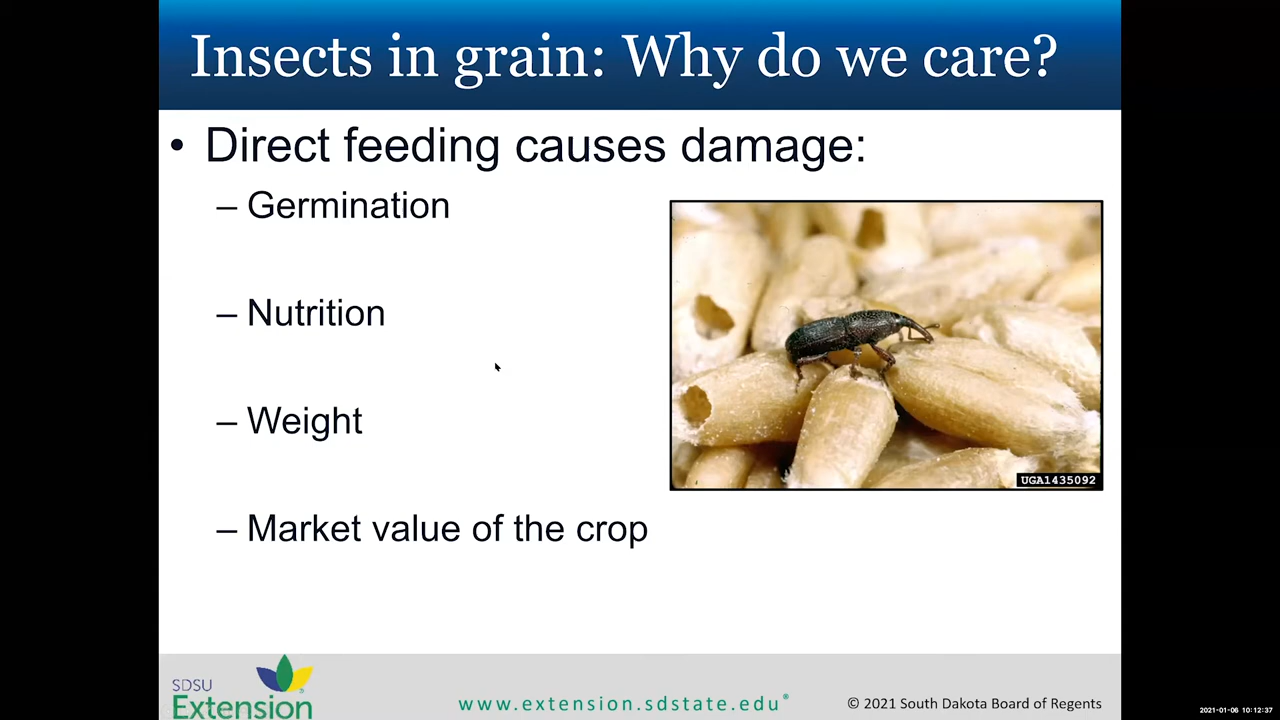 Insects in grain: Why do we care?
• Direct feeding causes damage:
– Germination
– Nutrition
– Weight
– Market value of the crop
UGA1435092
SDSU
Extension
www.extension.sdstate.edu®
© 2021 South Dakota Board of Regents
2021-01-06 10:12:37